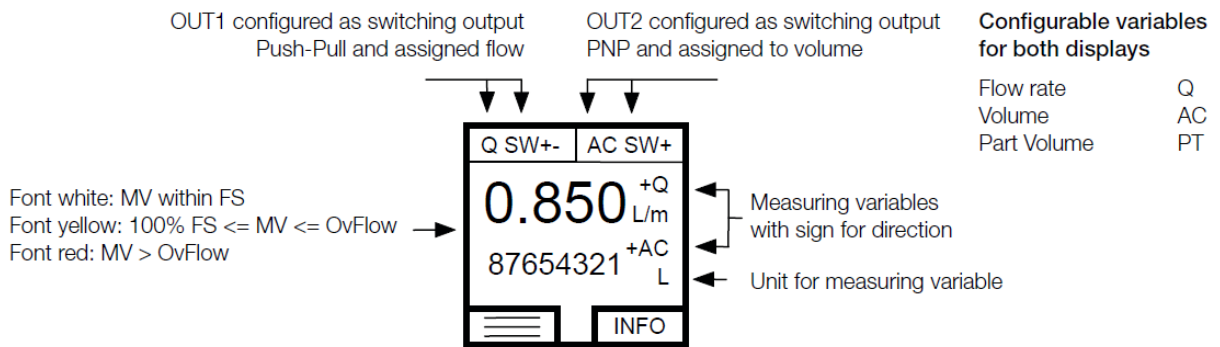 OUT1 configured as switching output
Push-Pull and assigned flow
OUT2 configured as switching output
PNP and assigned to volume
Configurable variables
for both displays
Flow rate Q
Volume AC
Part Volume PT
Q SW+- AC SW+
0.850 +Q
L/m
87654321 +AC
L
INFO
Font white: MV within FS
Font yellow: 100% FS <= MV <= OvFlow
Font red: MV > OvFlow
Measuring variables
with sign for direction
Unit for measuring variable